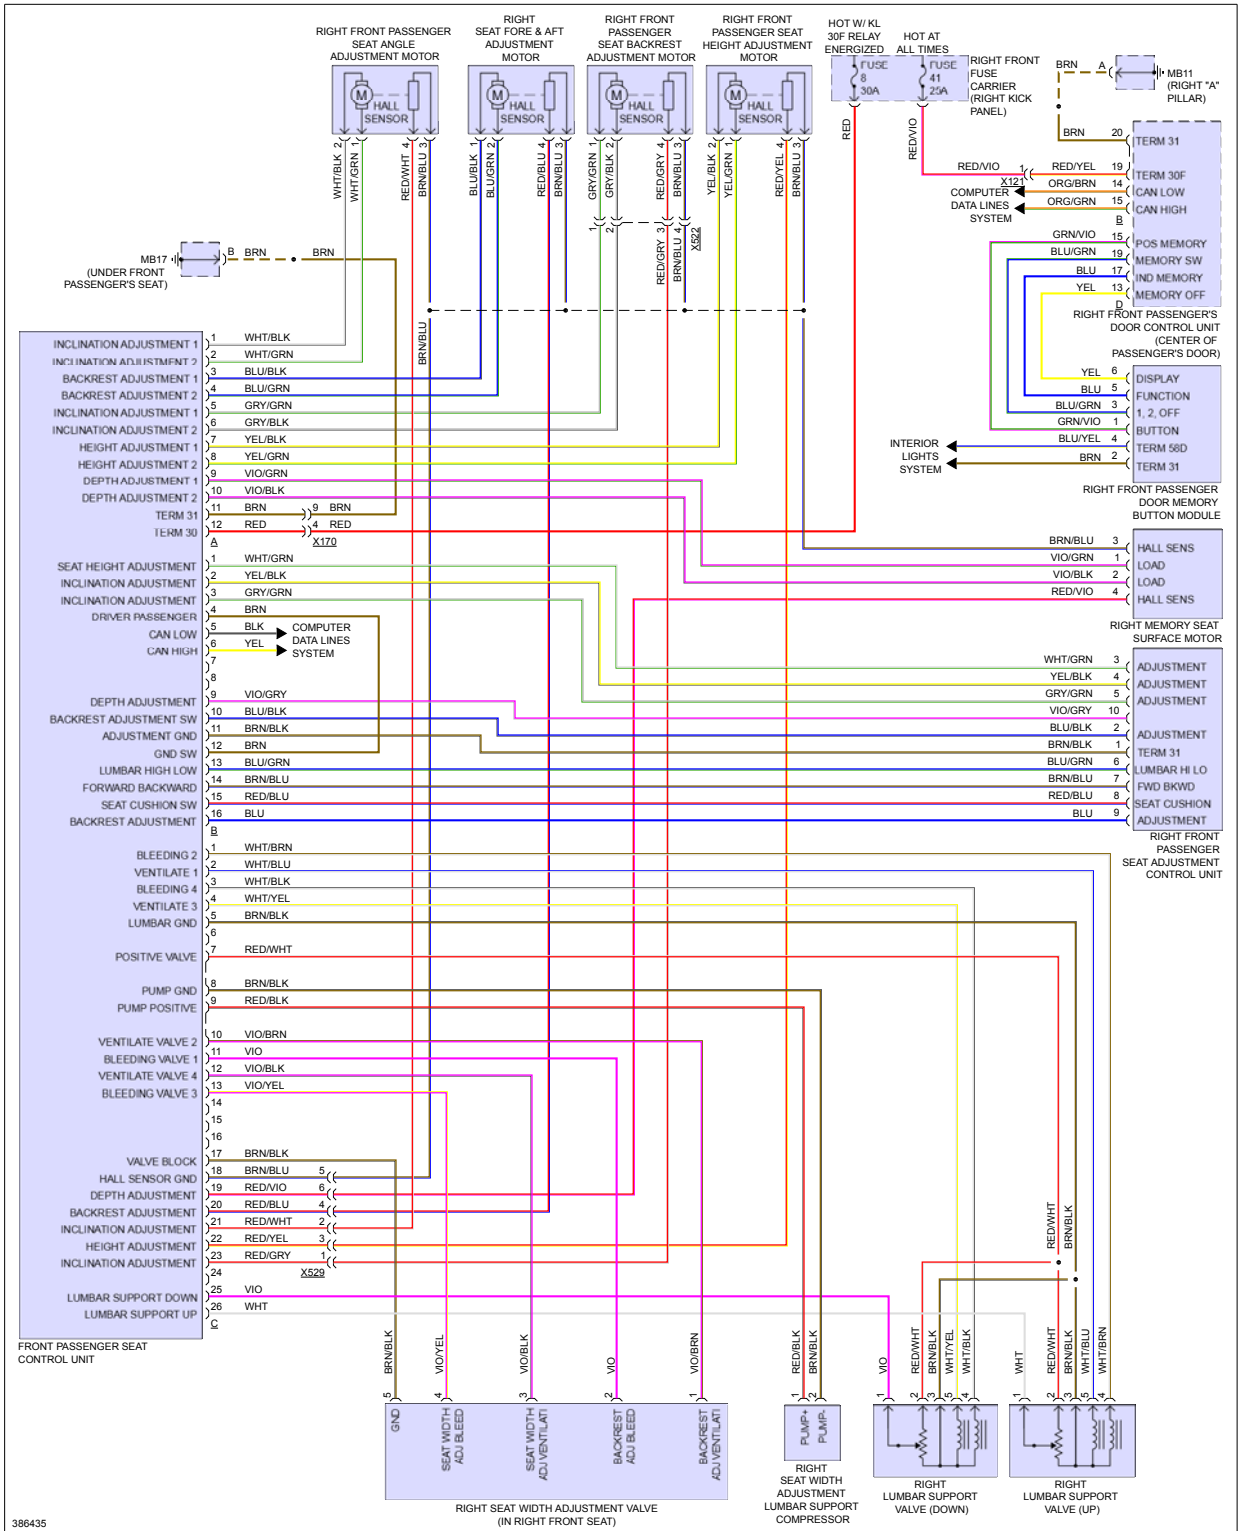 RIGHT FRONT PASSENGER
SEAT ANGLE
ADJUSTMENT MOTOR
RIGHT
SEAT FORE & AFT
ADJUSTMENT
MOTOR
RIGHT FRONT
PASSENGER
SEAT BACKREST
ADJUSTMENT MOTOR
RIGHT FRONT
PASSENGER SEAT
HEIGHT ADJUSTMENT
MOTOR
HOT W/ KL
30F RELAY
ENERGIZED
HOT AT
ALL TIMES
FUSE
8
30A
FUSE
41
25A
RIGHT FRONT
FUSE
CARRIER
(RIGHT KICK
PANEL)
BRN A
MB11
(RIGHT "A"
PILLAR)
M HALL
SENSOR
M HALL
SENSOR
M HALL
SENSOR
M HALL
SENSOR
WHT/BLK 2
WHT/GRN 1
RED/WHT 4
BRN/BLU 3
BLU/BLK 1
BLU/GRN 2
RED/BLU 4
BRN/BLU 3
GRY/GRN 1
GRY/BLK 2
RED/GRY 4
BRN/BLU 3
YEL/BLK 2
YEL/GRN 1
RED/YEL 4
BRN/BLU 3
RED
RED/VIO
1
2
RED/GRY 3
BRN/BLU 4
X522
BRN 20 TERM 31
RED/VIO 1 RED/YEL 19 TERM 30F
X121
COMPUTER
DATA LINES
SYSTEM
ORG/BRN 14 CAN LOW
ORG/GRN 15 CAN HIGH
B
GRN/VIO 15 POS MEMORY
BLU/GRN 19 MEMORY SW
BLU 17 IND MEMORY
YEL 13 MEMORY OFF
D
RIGHT FRONT PASSENGER'S
DOOR CONTROL UNIT
(CENTER OF
PASSENGER'S DOOR)
MB17
(UNDER FRONT
PASSENGER'S SEAT)
B BRN BRN
BRN/BLU
YEL 6 DISPLAY
BLU 5 FUNCTION
BLU/GRN 3 1, 2, OFF
GRN/VIO 1 BUTTON
BLU/YEL 4 TERM 58D
BRN 2 TERM 31
INTERIOR
LIGHTS
SYSTEM
RIGHT FRONT PASSENGER
DOOR MEMORY
BUTTON MODULE
INCLINATION ADJUSTMENT 1 1 WHT/BLK
INCLINATION ADJUSTMENT 2 2 WHT/GRN
BACKREST ADJUSTMENT 1 3 BLU/BLK
BACKREST ADJUSTMENT 2 4 BLU/GRN
INCLINATION ADJUSTMENT 1 5 GRY/GRN
INCLINATION ADJUSTMENT 2 6 GRY/BLK
HEIGHT ADJUSTMENT 1 7 YEL/BLK
HEIGHT ADJUSTMENT 2 8 YEL/GRN
DEPTH ADJUSTMENT 1 9 VIO/GRN
DEPTH ADJUSTMENT 2 10 VIO/BLK
TERM 31 11 BRN 9 BRN
TERM 30 12 RED 4 RED
A
X170
BRN/BLU 3 HALL SENS
VIO/GRN 1 LOAD
VIO/BLK 2 LOAD
RED/VIO 4 HALL SENS
RIGHT MEMORY SEAT
SURFACE MOTOR
SEAT HEIGHT ADJUSTMENT 1 WHT/GRN
INCLINATION ADJUSTMENT 2 YEL/BLK
INCLINATION ADJUSTMENT 3 GRY/GRN
DRIVER PASSENGER 4 BRN
CAN LOW 5 BLK
CAN HIGH 6 YEL
COMPUTER
DATA LINES
SYSTEM
7
8
DEPTH ADJUSTMENT 9 VIO/GRY
BACKREST ADJUSTMENT SW 10 BLU/BLK
ADJUSTMENT GND 11 BRN/BLK
GND SW 12 BRN
LUMBAR HIGH LOW 13 BLU/GRN
FORWARD BACKWARD 14 BRN/BLU
SEAT CUSHION SW 15 RED/BLU
BACKREST ADJUSTMENT 16 BLU
B
WHT/GRN 3 ADJUSTMENT
YEL/BLK 4 ADJUSTMENT
GRY/GRN 5 ADJUSTMENT
VIO/GRY 10
BLU/BLK 2 ADJUSTMENT
BRN/BLK 1 TERM 31
BLU/GRN 6 LUMBAR HI LO
BRN/BLU 7 FWD BKWD
RED/BLU 8 SEAT CUSHION
BLU 9 ADJUSTMENT
RIGHT FRONT
PASSENGER
SEAT ADJUSTMENT
CONTROL UNIT
BLEEDING 2 1 WHT/BRN
VENTILATE 1 2 WHT/BLU
BLEEDING 4 3 WHT/BLK
VENTILATE 3 4 WHT/YEL
LUMBAR GND 5 BRN/BLK
6
POSITIVE VALVE 7 RED/WHT
PUMP GND 8 BRN/BLK
PUMP POSITIVE 9 RED/BLK
VENTILATE VALVE 2 10 VIO/BRN
BLEEDING VALVE 1 11 VIO
VENTILATE VALVE 4 12 VIO/BLK
BLEEDING VALVE 3 13 VIO/YEL
14
15
16
VALVE BLOCK 17 BRN/BLK
HALL SENSOR GND 18 BRN/BLU 5
DEPTH ADJUSTMENT 19 RED/VIO 6
BACKREST ADJUSTMENT 20 RED/BLU 4
INCLINATION ADJUSTMENT 21 RED/WHT 2
HEIGHT ADJUSTMENT 22 RED/YEL 3
INCLINATION ADJUSTMENT 23 RED/GRY 1
24 X529
LUMBAR SUPPORT DOWN 25 VIO
LUMBAR SUPPORT UP 26 WHT
C
FRONT PASSENGER SEAT
CONTROL UNIT
RED/WHT
BRN/BLK
BRN/BLK 5
VIO/YEL 4
VIO/BLK 3
VIO 2
VIO/BRN 1
RED/BLK 1
BRN/BLK 2
VIO 1
RED/WHT 2
BRN/BLK 3
WHT/YEL 5
WHT/BLK 4
WHT 1
RED/WHT 2
BRN/BLK 3
WHT/BLU 5
WHT/BRN 4
GND
SEAT WIDTH
ADJ BLEED
SEAT WIDTH
ADJ VENTILATI
BACKREST
ADJ BLEED
BACKREST
ADJ VENTILATI
PUMP+
PUMP-
RIGHT SEAT WIDTH ADJUSTMENT VALVE
(IN RIGHT FRONT SEAT)
RIGHT
SEAT WIDTH
ADJUSTMENT
LUMBAR SUPPORT
COMPRESSOR
RIGHT
LUMBAR SUPPORT
VALVE (DOWN)
RIGHT
LUMBAR SUPPORT
VALVE (UP)
386435